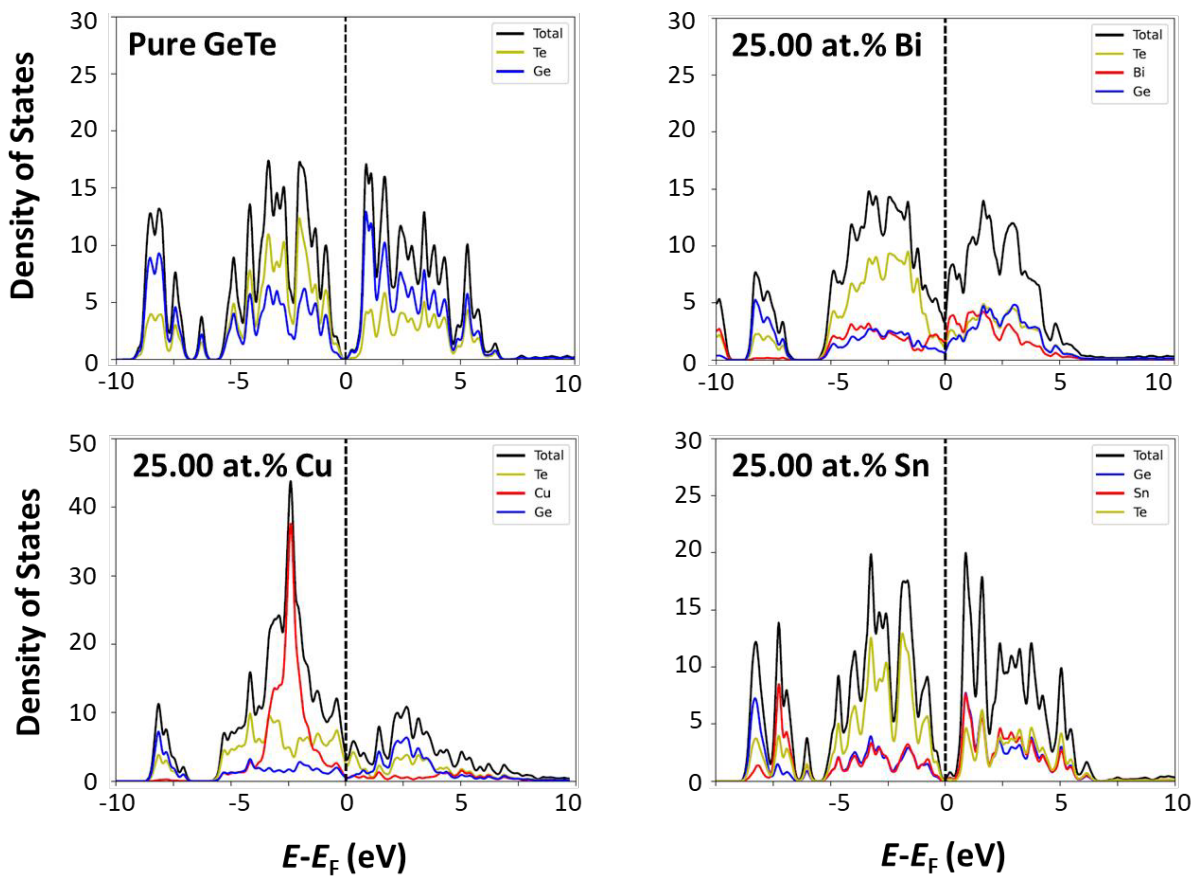 Pure GeTe
Total
Te
Ge
Density of States
30
25
20
15
10
5
0
-10
-5
0
5
10
25.00 at.% Bi
Total
Te
Bi
Ge
30
25
20
15
10
5
0
-10
-5
0
5
10
25.00 at.% Cu
Total
Te
Cu
Ge
Density of States
50
40
30
20
10
0
-10
-5
0
5
10
E-EF (eV)
25.00 at.% Sn
Total
Ge
Sn
Te
30
25
20
15
10
5
0
-5
0
5
10
E-EF (eV)